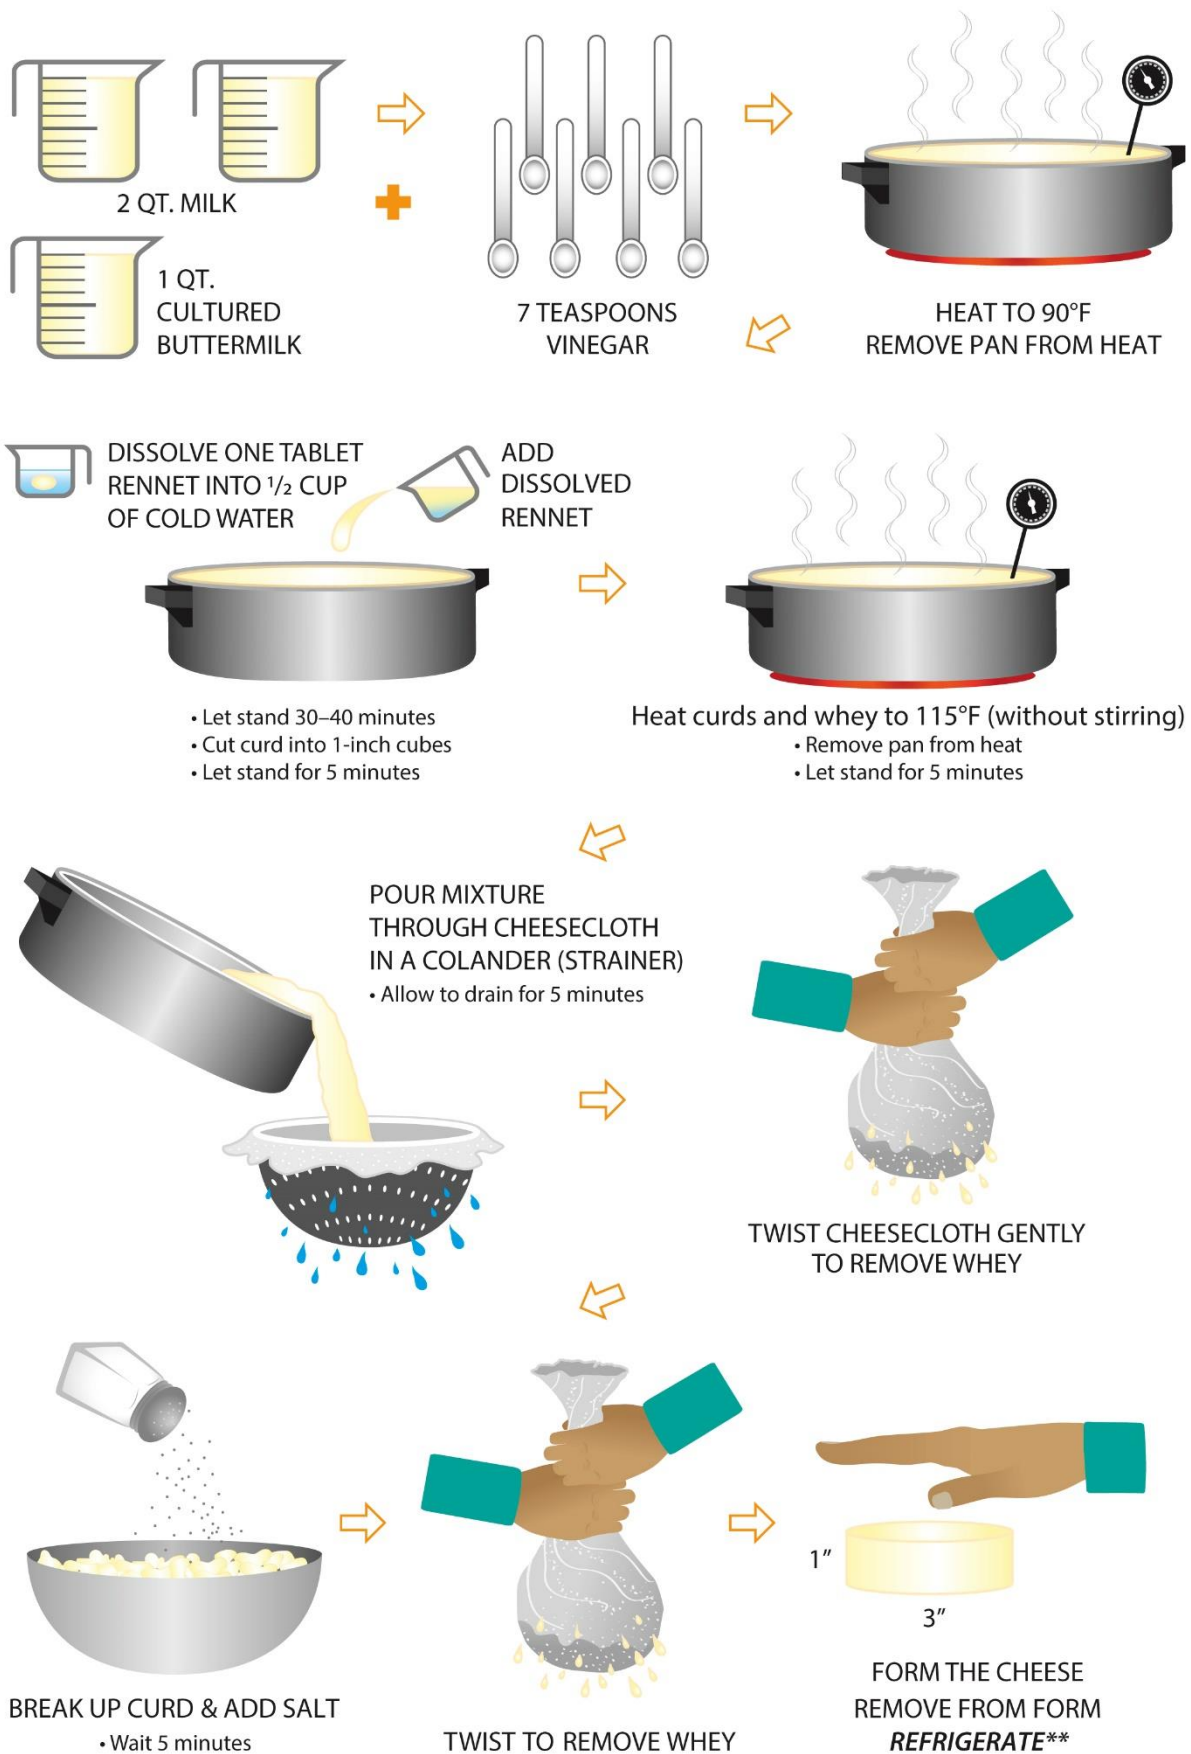 2 QT. MILK
1 QT.
CULTURED
BUTTERMILK
7 TEASPOONS
VINEGAR
HEAT TO 90°F
REMOVE PAN FROM HEAT
DISSOLVE ONE TABLET
RENNET INTO 1/2 CUP
OF COLD WATER
ADD
DISSOLVED
RENNET
• Let stand 30–40 minutes
• Cut curd into 1-inch cubes
• Let stand for 5 minutes
Heat curds and whey to 115°F (without stirring)
• Remove pan from heat
• Let stand for 5 minutes
POUR MIXTURE
THROUGH CHEESECLOTH
IN A COLANDER (STRAINER)
• Allow to drain for 5 minutes
TWIST CHEESECLOTH GENTLY
TO REMOVE WHEY
BREAK UP CURD & ADD SALT
• Wait 5 minutes
TWIST TO REMOVE WHEY
1″
3″
FORM THE CHEESE
REMOVE FROM FORM
REFRIGERATE**